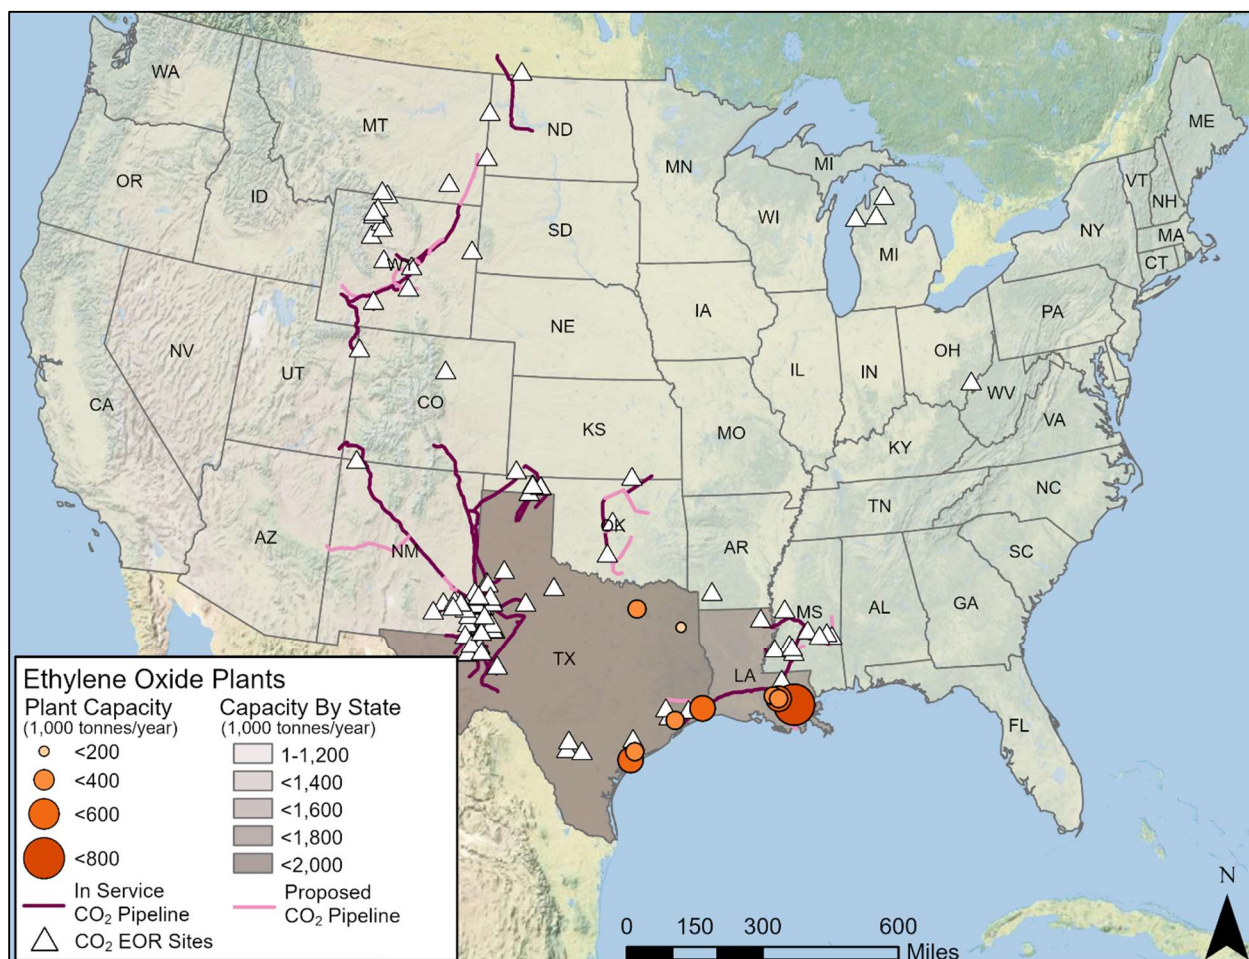 WA
MT
ND
MN
MI
ME
OR
ID
SD
WI
MI
NY
VT
NH
MA
CT
W
NE
IA
PA
NV
UT
CO
IL
IN
OH
WV
VA
CA
KS
MO
KY
AZ
NM
OK
AR
TN
NC
SC
MS
AL
GA
TX
LA
FL
Ethylene Oxide Plants
Plant Capacity
(1,000 tonnes/year)
<200
<400
<600
<800
In Service
CO₂ Pipeline
CO₂ EOR Sites
Capacity By State
(1,000 tonnes/year)
1-1,200
<1,400
<1,600
<1,800
<2,000
Proposed
CO₂ Pipeline
N
0 150 300 600
Miles